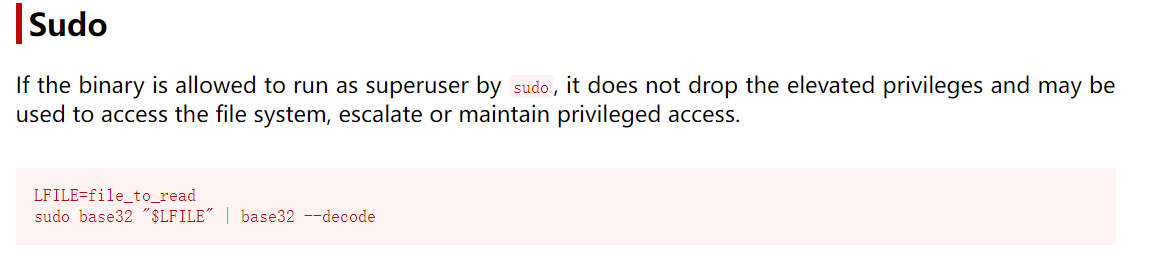 Sudo
If the binary is allowed to run as superuser by sudo, it does not drop the elevated privileges and may be
used to access the file system, escalate or maintain privileged access.
LFILE=file_to_read
sudo base32 "$LFILE" | base32 --decode